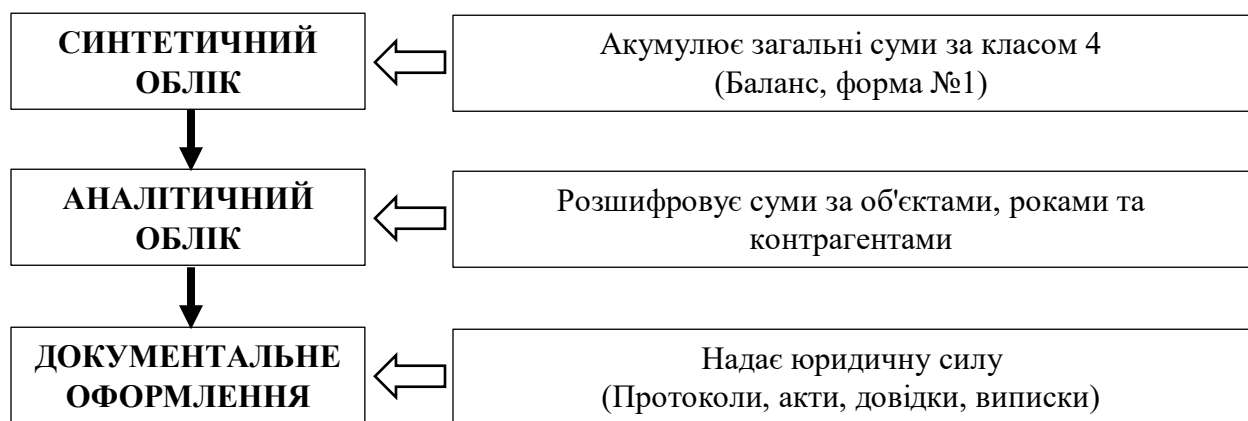 СИНТЕТИЧНИЙ
ОБЛІК
Акумулює загальні суми за класом 4
(Баланс, форма №1)
АНАЛІТИЧНИЙ
ОБЛІК
Розшифровує суми за об'єктами, роками та
контрагентами
ДОКУМЕНТАЛЬНЕ
ОФОРМЛЕННЯ
Надає юридичну силу
(Протоколи, акти, довідки, виписки)